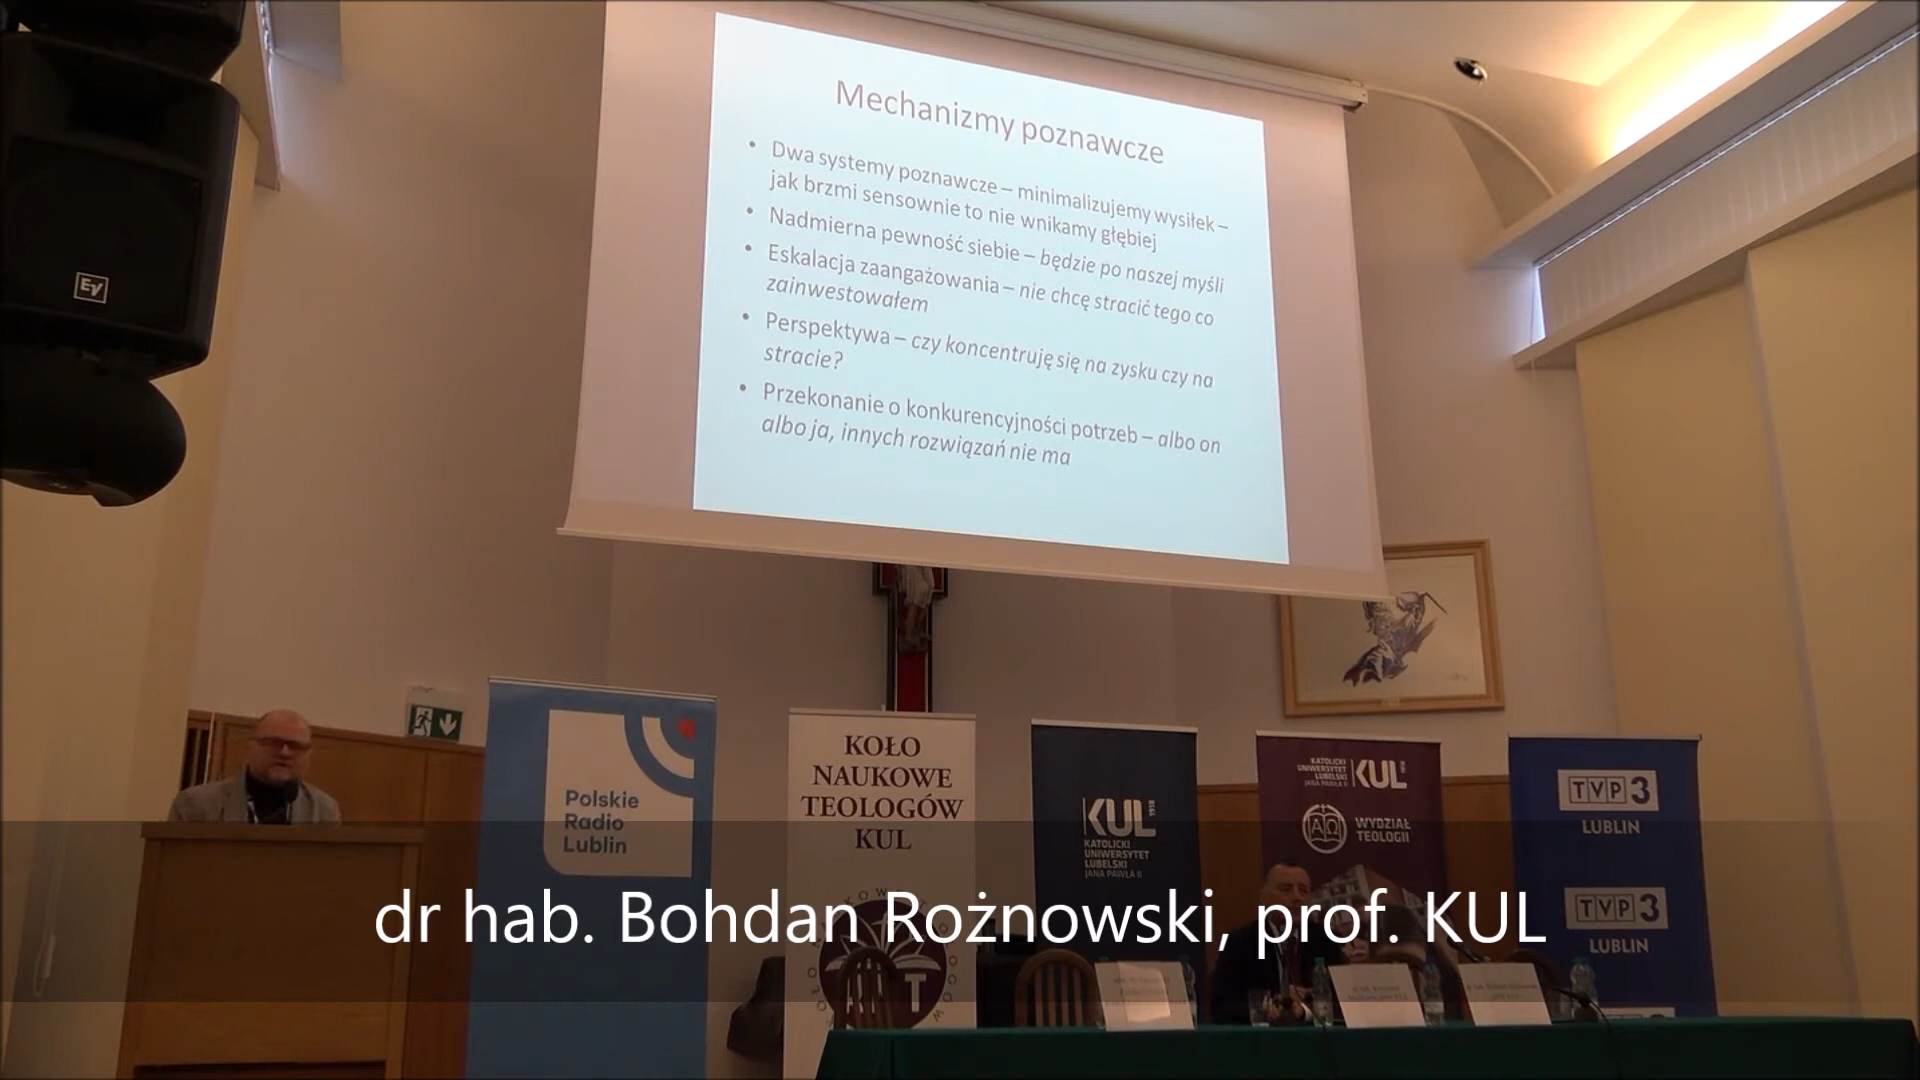 Mechanizmy poznawcze
• Dwa systemy poznawcze – minimalizujemy wysiłek –
jak brzmi sensownie to nie wnikamy głębiej
• Nadmierna pewność siebie – będzie po naszej myśli
• Eskalacja zaangażowania – nie chcę stracić tego co
zainwestowałem
• Perspektywa – czy koncentruję się na zysku czy na
stracie?
• Przekonanie o konkurencyjności potrzeb – albo on
albo ja, innych rozwiązań nie ma
EV
Polskie
Radio
Lublin
KOŁO
NAUKOWE
TEOLOGÓW
KUL
KUL 1918
KATOLICKI
UNIWERSYTET
LUBELSKI
JANA PAWŁA II
KATOLICKI
UNIWERSYTET
LUBELSKI
JANA PAWŁA II
KUL
WYDZIAŁ
TEOLOGII
TVP3
LUBLIN
TVP3
LUBLIN
dr hab. Bohdan Rożnowski, prof. KUL